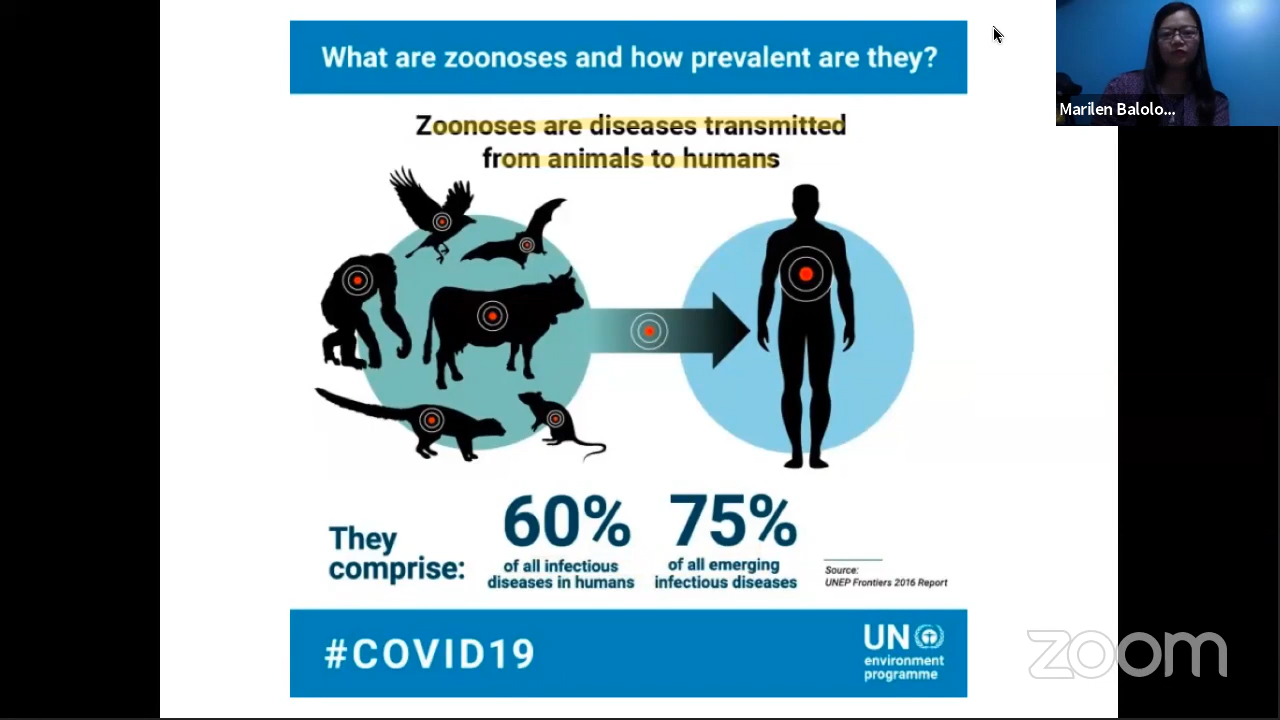 What are zoonoses and how prevalent are they?
Marilen Balolo...
Zoonoses are diseases transmitted
from animals to humans
They
comprise:
60%
of all infectious
diseases in humans
75%
of all emerging
infectious diseases
Source:
UNEP Frontiers 2016 Report
#COVID19
UN
environment
programme
zoom